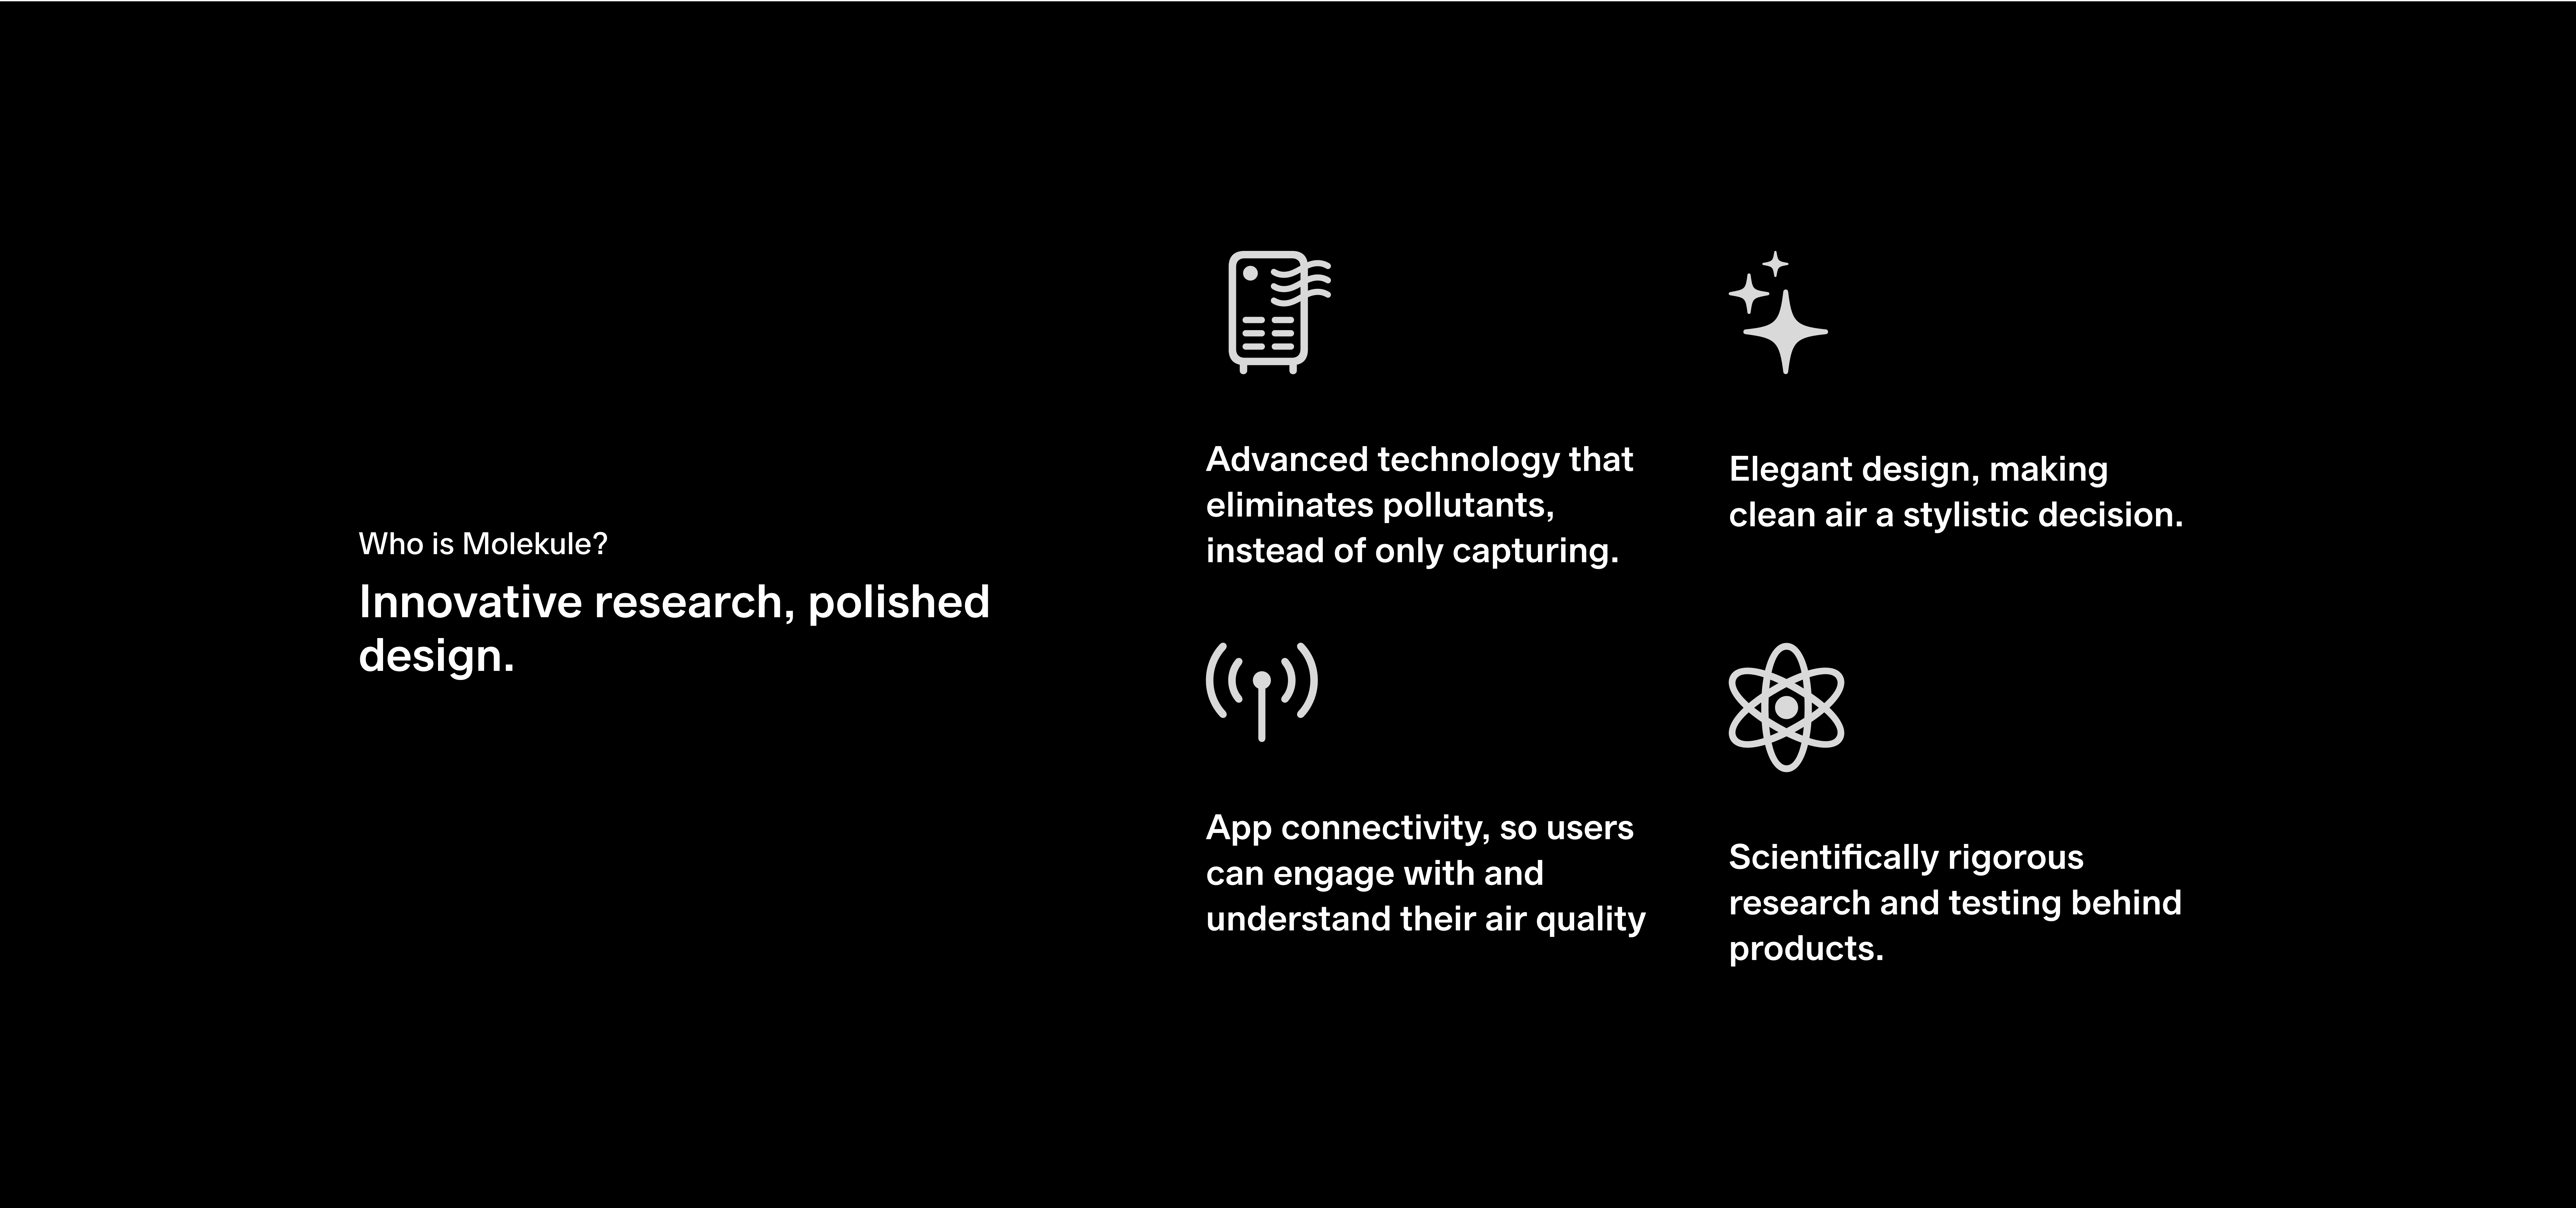 Who is Molekule?
Innovative research, polished
design.
Advanced technology that
eliminates pollutants,
instead of only capturing.
Elegant design, making
clean air a stylistic decision.
App connectivity, so users
can engage with and
understand their air quality
Scientifically rigorous
research and testing behind
products.